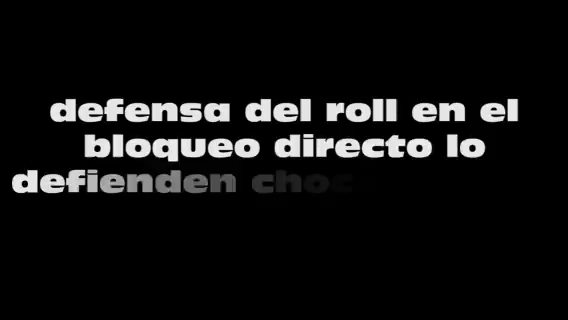 defensa del roll en el
bloqueo directo lo
defienden